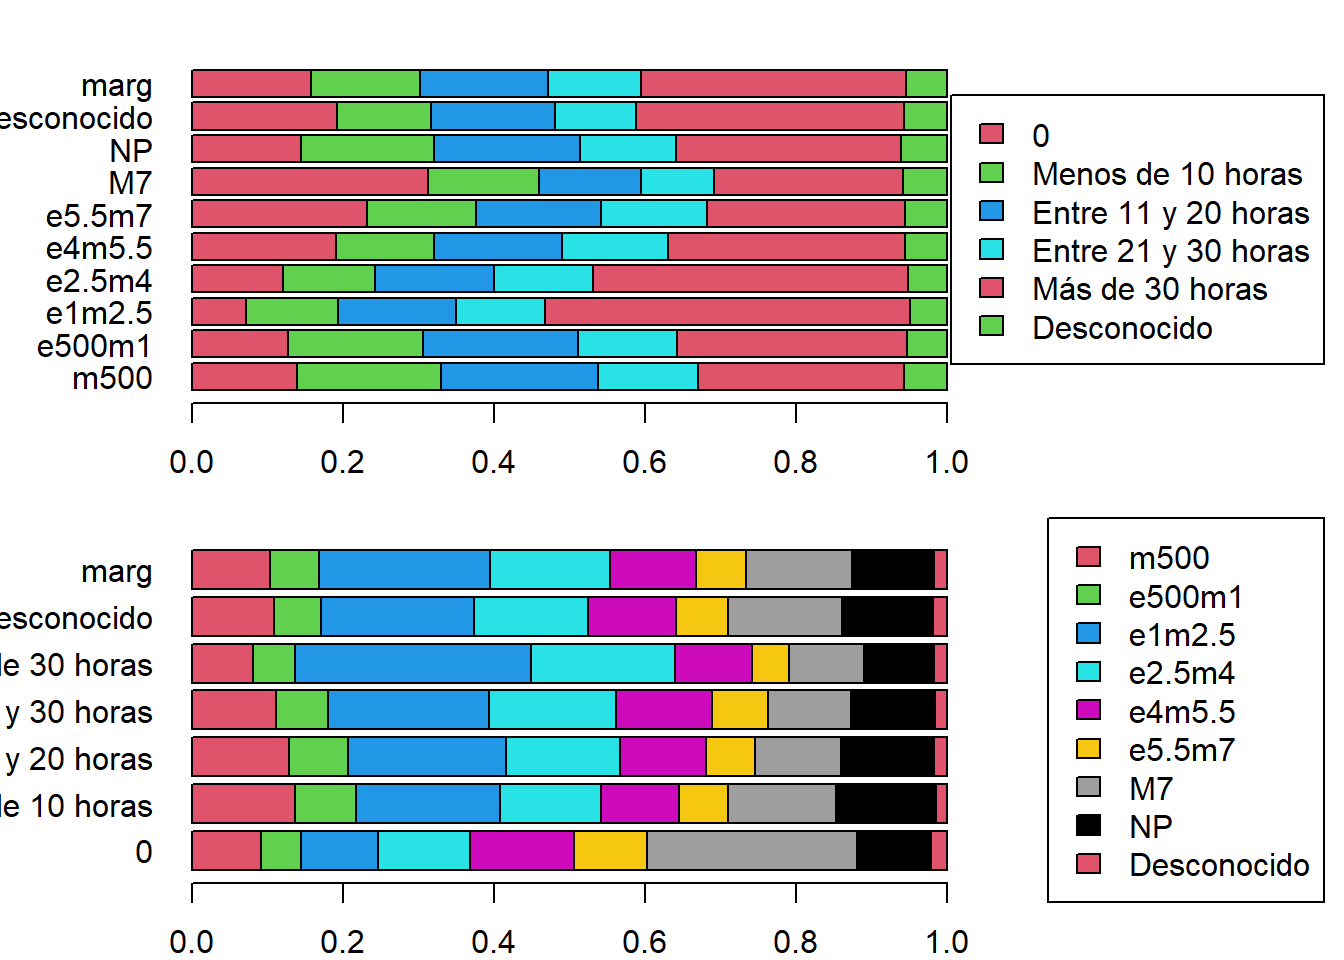 marg
esconocido
NP
M7
e5.5m7
e4m5.5
e2.5m4
e1m2.5
e500m1
m500
0.0 0.2 0.4 0.6 0.8 1.0
0
Menos de 10 horas
Entre 11 y 20 horas
Entre 21 y 30 horas
Más de 30 horas
Desconocido
marg
esconocido
de 30 horas
y 30 horas
y 20 horas
de 10 horas
0
0.0 0.2 0.4 0.6 0.8 1.0
m500
e500m1
e1m2.5
e2.5m4
e4m5.5
e5.5m7
M7
NP
Desconocido